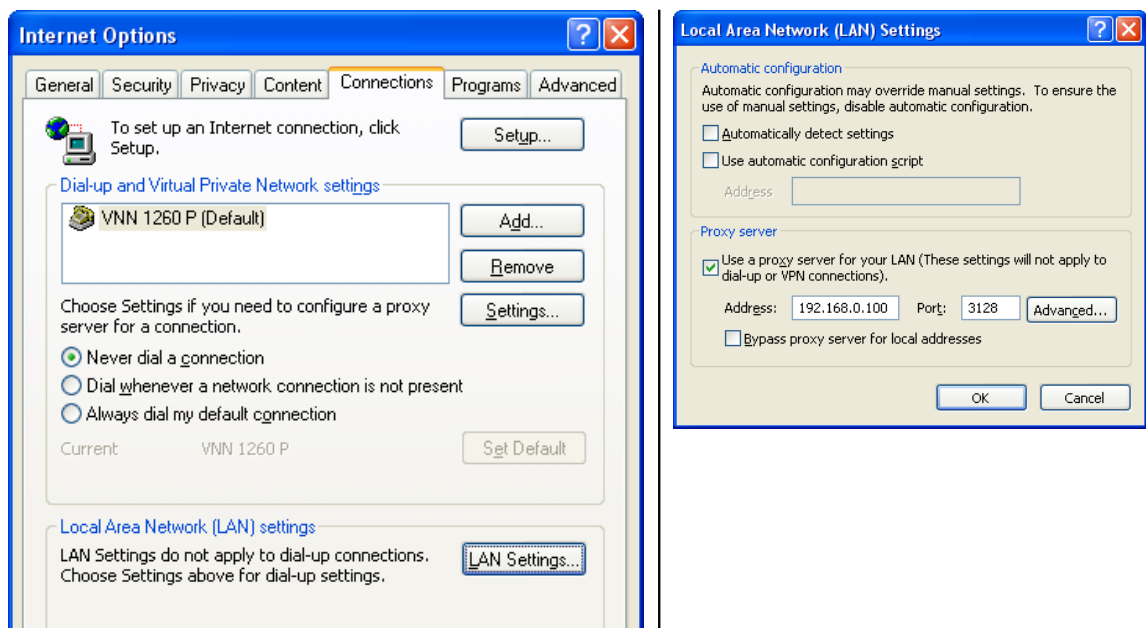 Internet Options
General Security Privacy Content Connections Programs Advanced
To set up an Internet connection, click
Setup.
Setup...
Dial-up and Virtual Private Network settings
VNN 1260 P (Default)
Add...
Remove
Choose Settings if you need to configure a proxy
server for a connection.
Settings...
Never dial a connection
Dial whenever a network connection is not present
Always dial my default connection
Current VNN 1260 P Set Default
Local Area Network (LAN) settings
LAN Settings do not apply to dial-up connections.
Choose Settings above for dial-up settings.
LAN Settings...
Local Area Network (LAN) Settings
Automatic configuration
Automatic configuration may override manual settings. To ensure the
use of manual settings, disable automatic configuration.
Automatically detect settings
Use automatic configuration script
Address
Proxy server
Use a proxy server for your LAN (These settings will not apply to
dial-up or VPN connections).
Address: 192.168.0.100 Port: 3128 Advanced...
Bypass proxy server for local addresses
OK Cancel